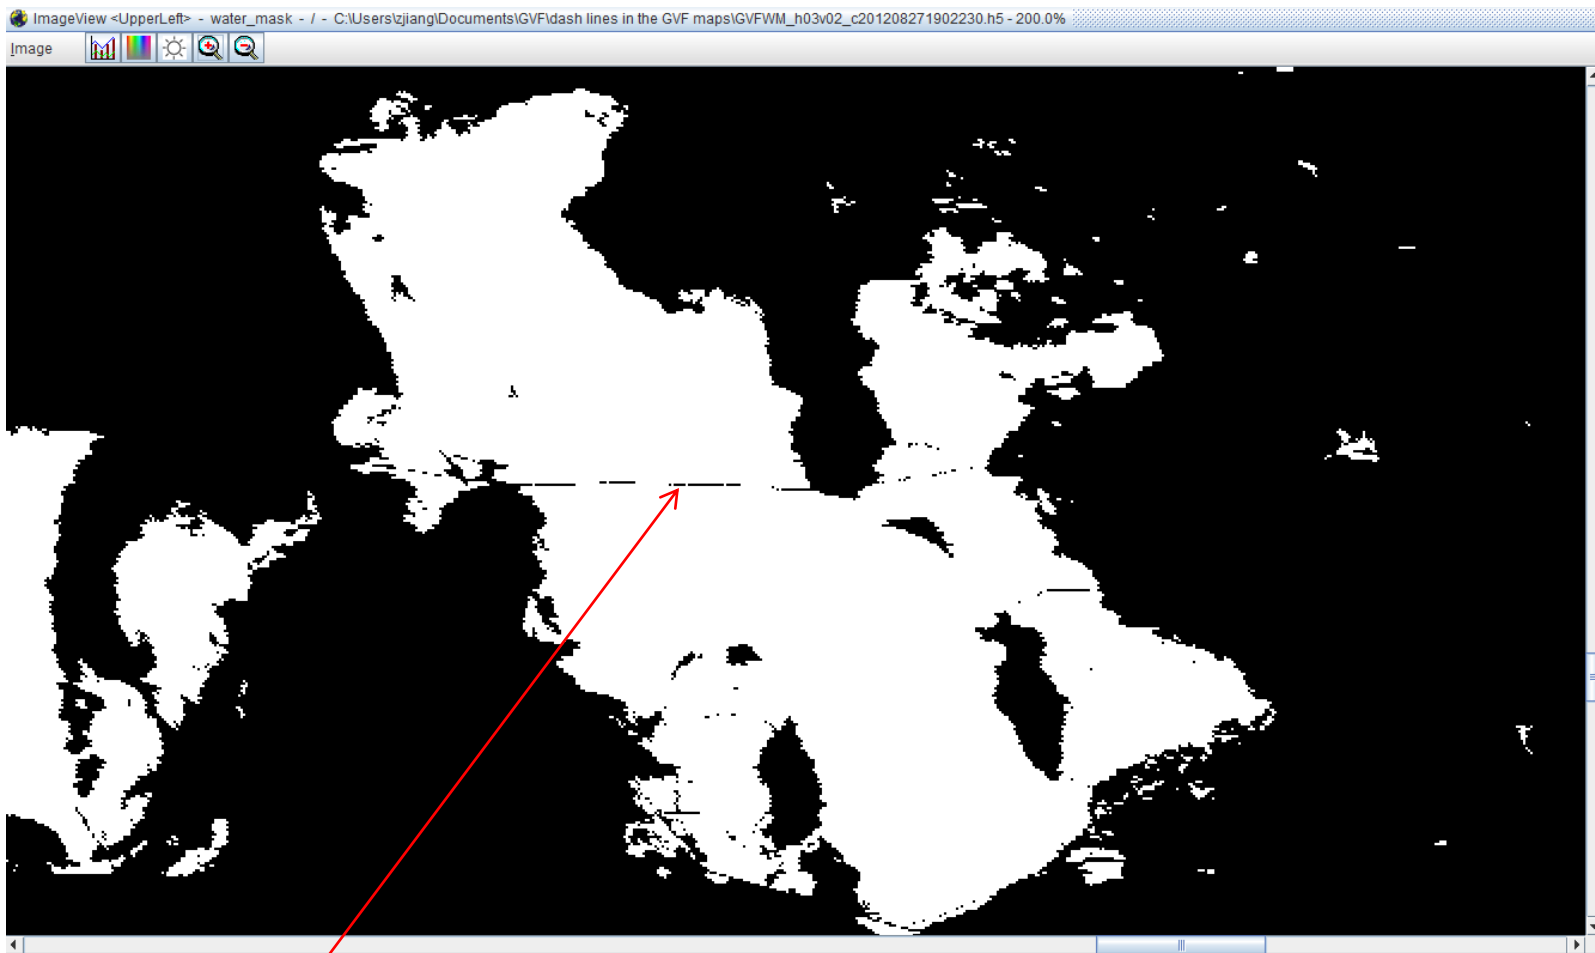 ImageView <UpperLeft> - water_mask - / - C:\Users\zjiang\Documents\GVF\dash lines in the GVF maps\GVFWM_h03v02_c201208271902230.h5 - 200.0%
Image